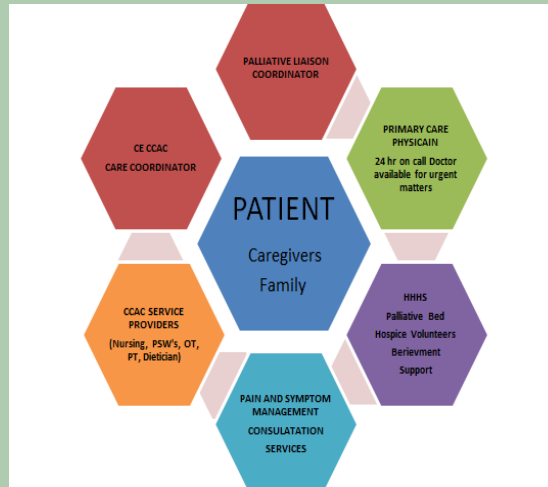 PALLIATIVE LIAISON
COORDINATOR
CE CCAC
CARE COORDINATOR
PRIMARY CARE
PHYSICAIN
24 hr on call Doctor
available for urgent
matters
PATIENT
Caregivers
Family
CCAC SERVICE
PROVIDERS
(Nursing, PSW's, OT,
PT, Dietician)
HHHS
Palliative Bed
Hospice Volunteers
Berievment
Support
PAIN AND SYMPTOM
MANAGEMENT
CONSULATATION
SERVICES